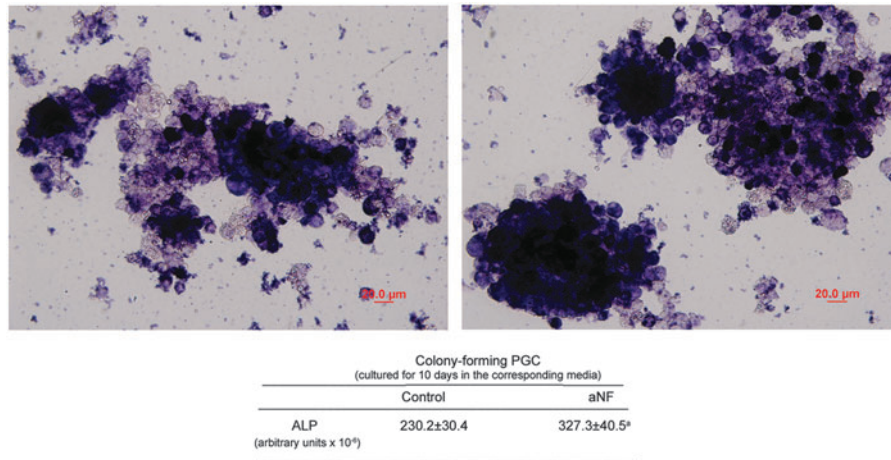 20.0 μm
20.0 μm
Colony-forming PGC
(cultured for 10 days in the corresponding media)
Control aNF
ALP 230.2±30.4 327.3±40.5ᵃ
(arbitrary units x 10⁻⁶)